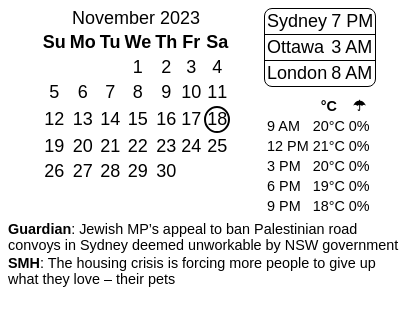 November 2023
Su Mo Tu We Th Fr Sa
1 2 3 4
5 6 7 8 9 10 11
12 13 14 15 16 17 18
19 20 21 22 23 24 25
26 27 28 29 30
Sydney 7 PM
Ottawa 3 AM
London 8 AM
°C ☂
9 AM 20°C 0%
12 PM 21°C 0%
3 PM 20°C 0%
6 PM 19°C 0%
9 PM 18°C 0%
Guardian: Jewish MP’s appeal to ban Palestinian road
convoys in Sydney deemed unworkable by NSW government
SMH: The housing crisis is forcing more people to give up
what they love – their pets